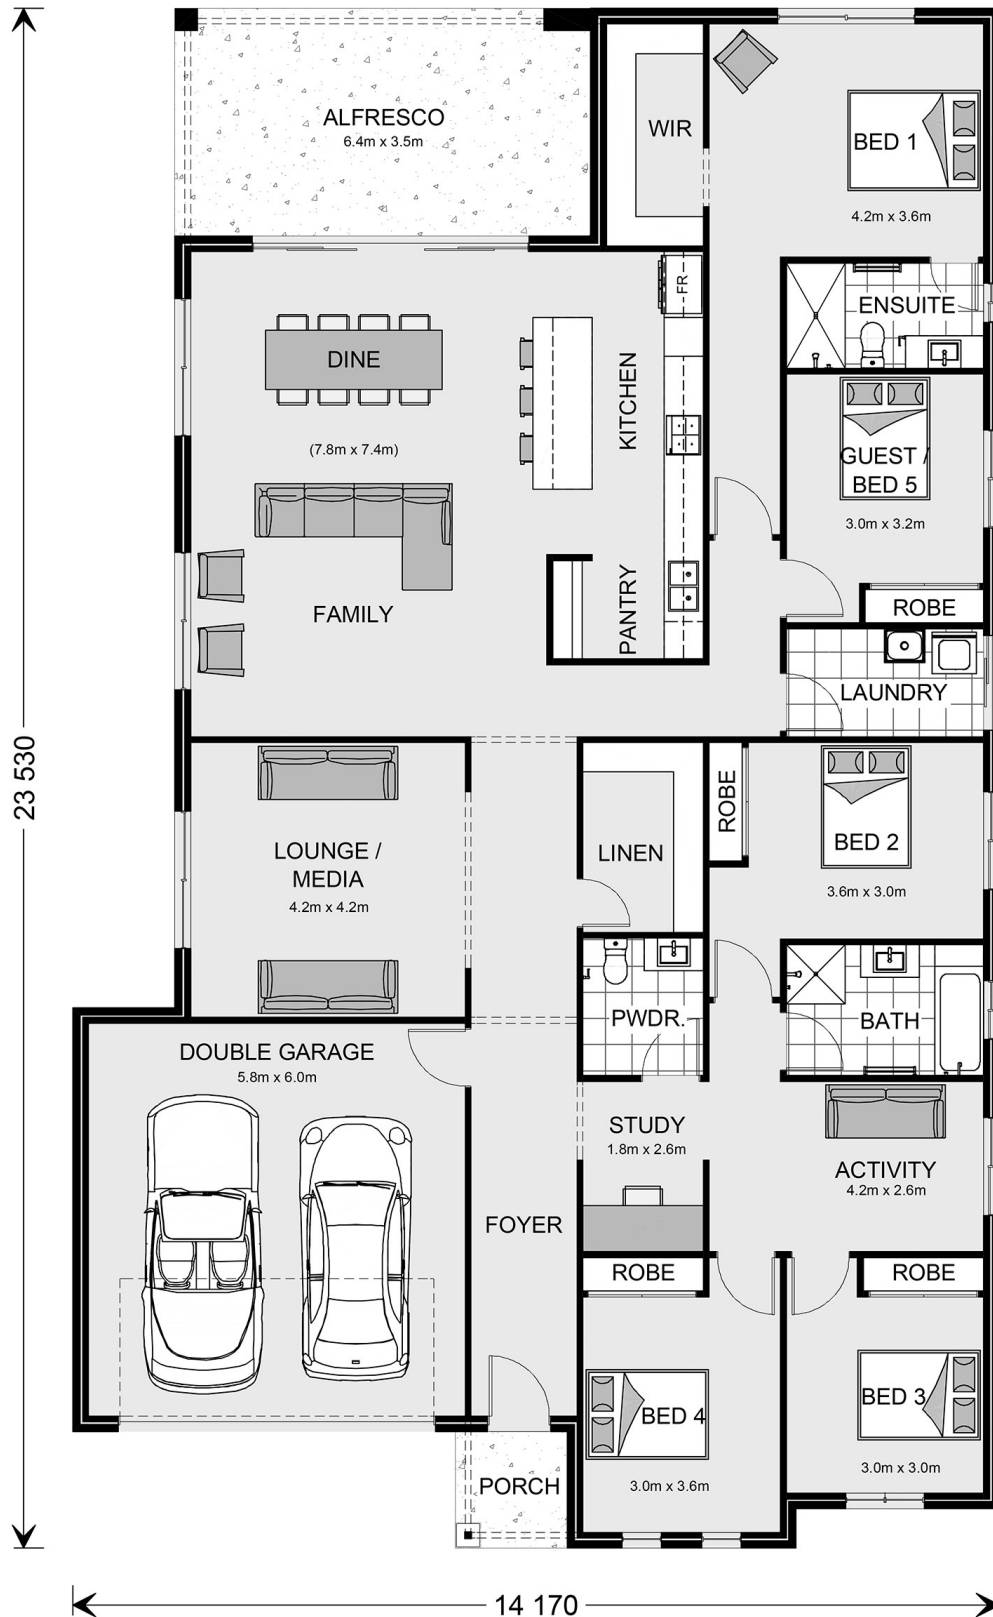 ALFRESCO
6.4m x 3.5m
WIR
BED 1
4.2m x 3.6m
ENSUITE
FR
DINE
(7.8m x 7.4m)
KITCHEN
GUEST /
BED 5
3.0m x 3.2m
ROBE
PANTRY
FAMILY
LAUNDRY
23 530
LOUNGE /
MEDIA
4.2m x 4.2m
LINEN
ROBE
BED 2
3.6m x 3.0m
PWDR.
BATH
DOUBLE GARAGE
5.8m x 6.0m
STUDY
1.8m x 2.6m
ACTIVITY
4.2m x 2.6m
FOYER
ROBE
ROBE
BED 4
3.0m x 3.6m
BED 3
3.0m x 3.0m
PORCH
14 170